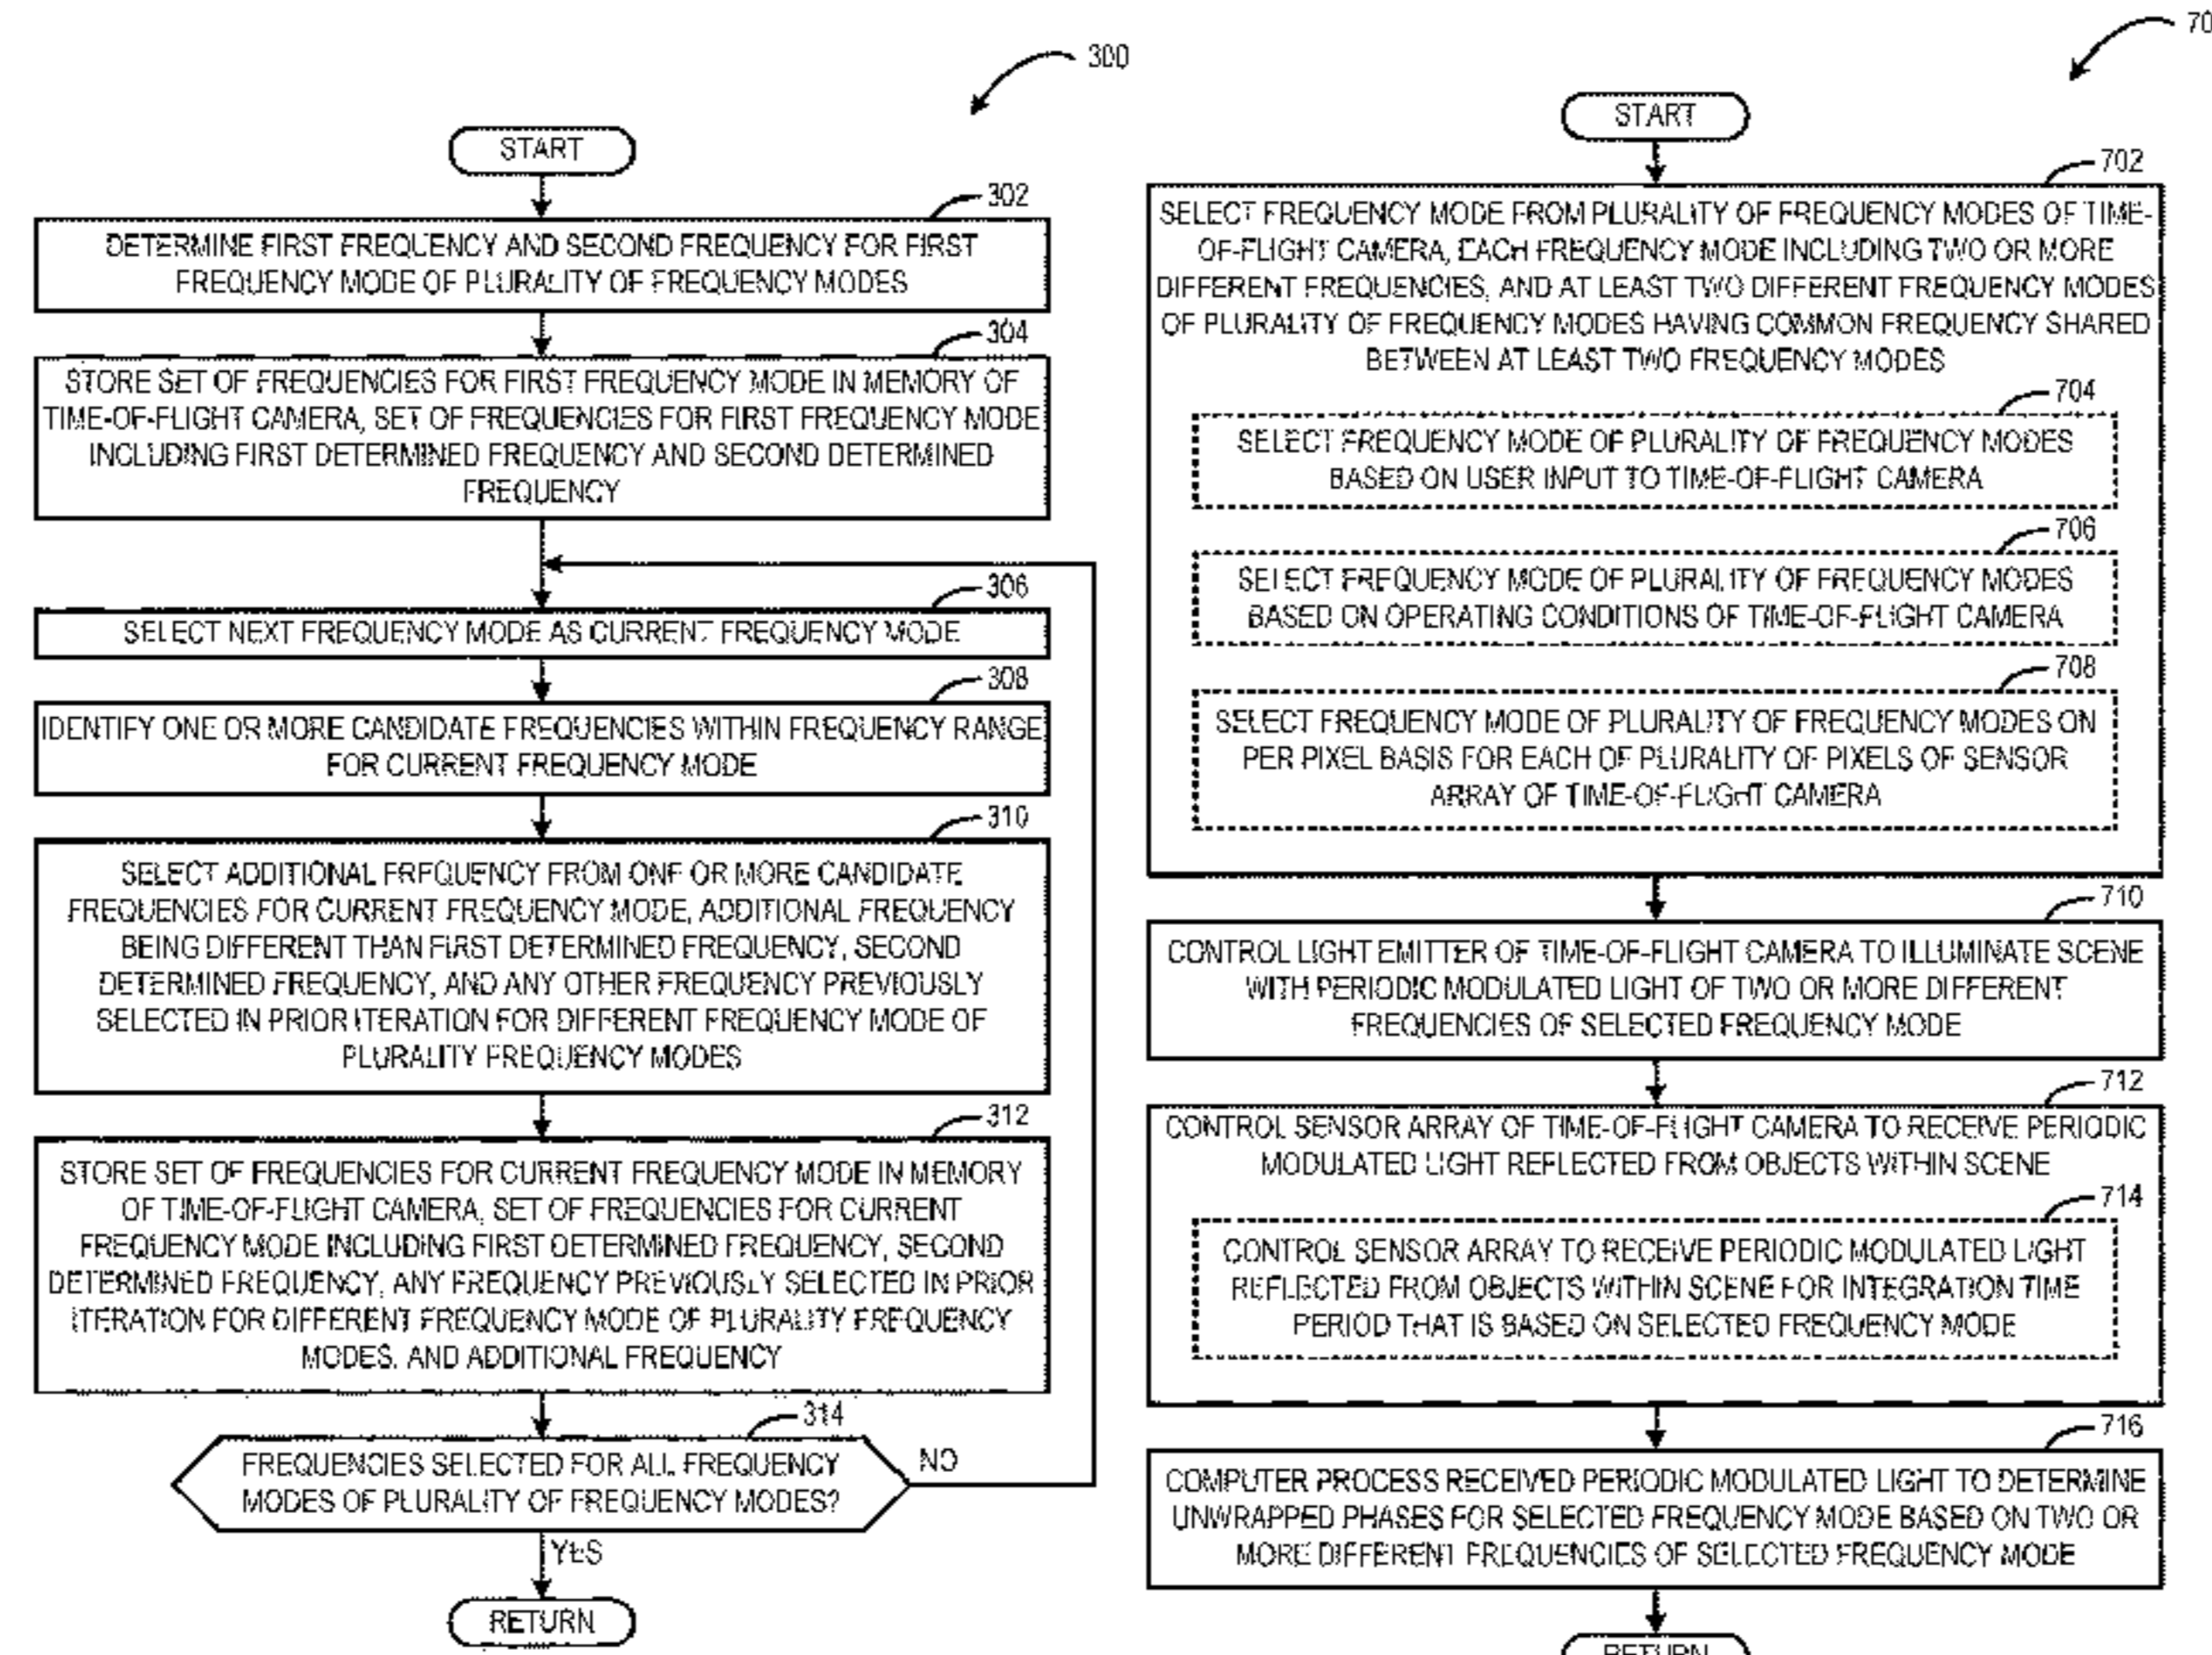 300
START
302
DETERMINE FIRST FREQUENCY AND SECOND FREQUENCY FOR FIRST
FREQUENCY MODE OF PLURALITY OF FREQUENCY MODES
304
STORE SET OF FREQUENCIES FOR FIRST FREQUENCY MODE IN MEMORY OF
TIME-OF-FLIGHT CAMERA, SET OF FREQUENCIES FOR FIRST FREQUENCY MODE
INCLUDING FIRST DETERMINED FREQUENCY AND SECOND DETERMINED
FREQUENCY
306
SELECT NEXT FREQUENCY MODE AS CURRENT FREQUENCY MODE
308
IDENTIFY ONE OR MORE CANDIDATE FREQUENCIES WITHIN FREQUENCY RANGE
FOR CURRENT FREQUENCY MODE
310
SELECT ADDITIONAL FREQUENCY FROM ONE OR MORE CANDIDATE
FREQUENCIES FOR CURRENT FREQUENCY MODE, ADDITIONAL FREQUENCY
BEING DIFFERENT THAN FIRST DETERMINED FREQUENCY, SECOND
DETERMINED FREQUENCY, AND ANY OTHER FREQUENCY PREVIOUSLY
SELECTED IN PRIOR ITERATION FOR DIFFERENT FREQUENCY MODE OF
PLURALITY FREQUENCY MODES
312
STORE SET OF FREQUENCIES FOR CURRENT FREQUENCY MODE IN MEMORY
OF TIME-OF-FLIGHT CAMERA, SET OF FREQUENCIES FOR CURRENT
FREQUENCY MODE INCLUDING FIRST DETERMINED FREQUENCY, SECOND
DETERMINED FREQUENCY, ANY FREQUENCY PREVIOUSLY SELECTED IN PRIOR
ITERATION FOR DIFFERENT FREQUENCY MODE OF PLURALITY FREQUENCY
MODES, AND ADDITIONAL FREQUENCY
314
FREQUENCIES SELECTED FOR ALL FREQUENCY
MODES OF PLURALITY OF FREQUENCY MODES?
NO
YES
RETURN
70
START
702
SELECT FREQUENCY MODE FROM PLURALITY OF FREQUENCY MODES OF TIME-
OF-FLIGHT CAMERA, EACH FREQUENCY MODE INCLUDING TWO OR MORE
DIFFERENT FREQUENCIES, AND AT LEAST TWO DIFFERENT FREQUENCY MODES
OF PLURALITY OF FREQUENCY MODES HAVING COMMON FREQUENCY SHARED
BETWEEN AT LEAST TWO FREQUENCY MODES
704
SELECT FREQUENCY MODE OF PLURALITY OF FREQUENCY MODES
BASED ON USER INPUT TO TIME-OF-FLIGHT CAMERA
706
SELECT FREQUENCY MODE OF PLURALITY OF FREQUENCY MODES
BASED ON OPERATING CONDITIONS OF TIME-OF-FLIGHT CAMERA
708
SELECT FREQUENCY MODE OF PLURALITY OF FREQUENCY MODES ON
PER PIXEL BASIS FOR EACH OF PLURALITY OF PIXELS OF SENSOR
ARRAY OF TIME-OF-FLIGHT CAMERA
710
CONTROL LIGHT EMITTER OF TIME-OF-FLIGHT CAMERA TO ILLUMINATE SCENE
WITH PERIODIC MODULATED LIGHT OF TWO OR MORE DIFFERENT
FREQUENCIES OF SELECTED FREQUENCY MODE
712
CONTROL SENSOR ARRAY OF TIME-OF-FLIGHT CAMERA TO RECEIVE PERIODIC
MODULATED LIGHT REFLECTED FROM OBJECTS WITHIN SCENE
714
CONTROL SENSOR ARRAY TO RECEIVE PERIODIC MODULATED LIGHT
REFLECTED FROM OBJECTS WITHIN SCENE FOR INTEGRATION TIME
PERIOD THAT IS BASED ON SELECTED FREQUENCY MODE
716
COMPUTER PROCESS RECEIVED PERIODIC MODULATED LIGHT TO DETERMINE
UNWRAPPED PHASES FOR SELECTED FREQUENCY MODE BASED ON TWO OR
MORE DIFFERENT FREQUENCIES OF SELECTED FREQUENCY MODE
RETURN